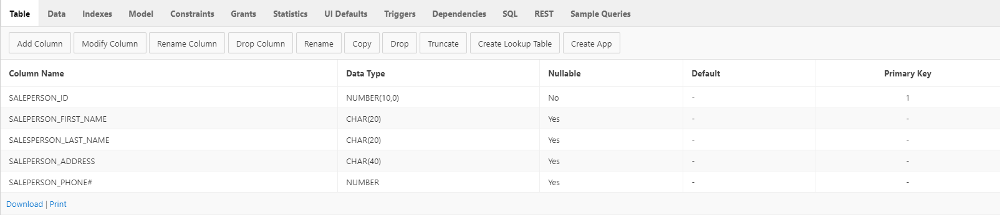 Table Data Indexes Model Constraints Grants Statistics UI Defaults Triggers Dependencies SQL REST Sample Queries
Add Column Modify Column Rename Column Drop Column Rename Copy Drop Truncate Create Lookup Table Create App
Column Name Data Type Nullable Default Primary Key
SALEPERSON_ID NUMBER(10,0) No - 1
SALEPERSON_FIRST_NAME CHAR(20) Yes - -
SALESPERSON_LAST_NAME CHAR(20) Yes - -
SALEPERSON_ADDRESS CHAR(40) Yes - -
SALEPERSON_PHONE# NUMBER Yes - -
Download | Print